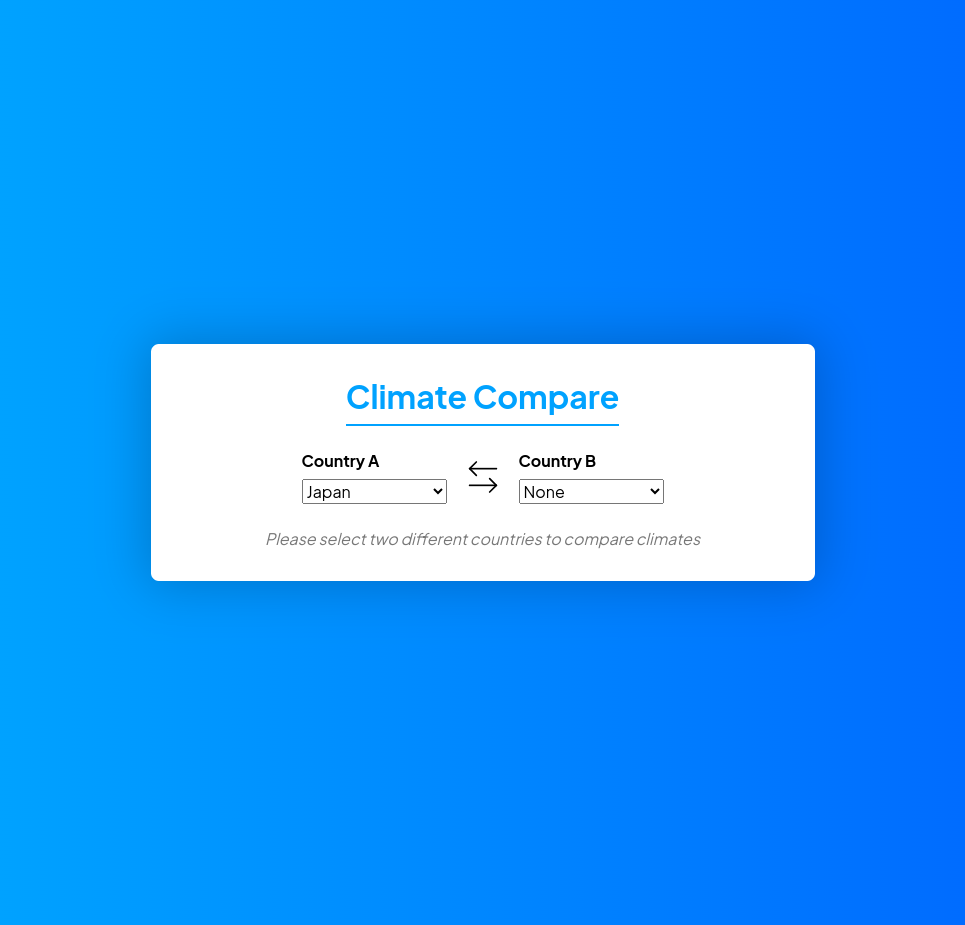 Climate Compare
Country A
Country B
Japan
None
Please select two different countries to compare climates